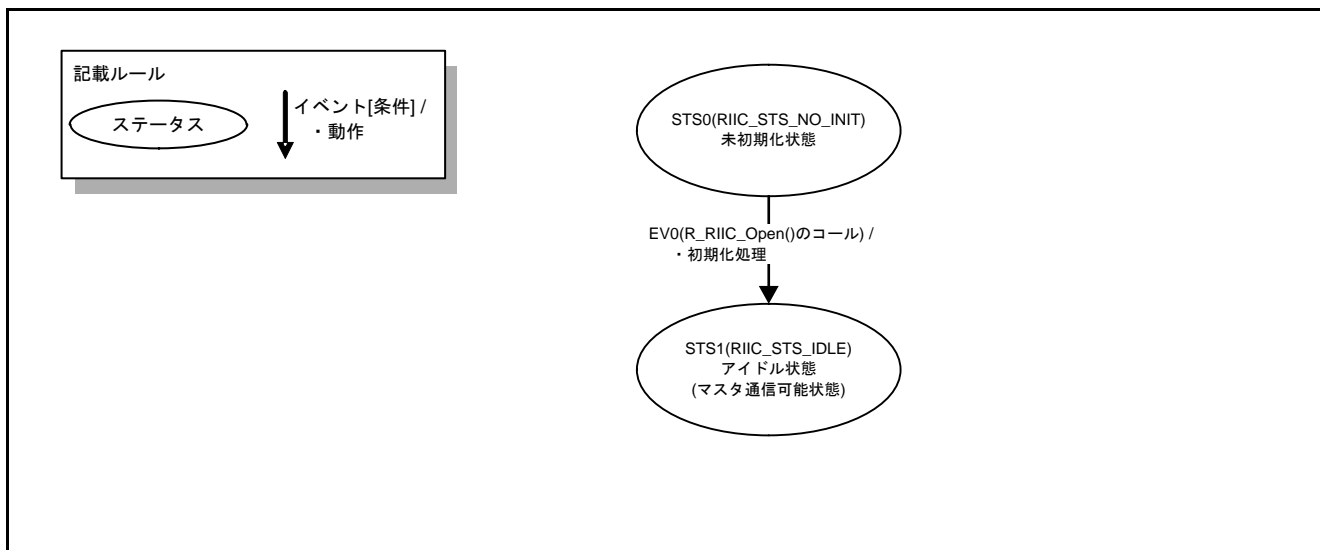 記載ルール
ステータス
イベント[条件] /
・動作
STS0(RIIC_STS_NO_INIT)
未初期化状態
EV0(R_RIIC_Open()のコール) /
・初期化処理
STS1(RIIC_STS_IDLE)
アイドル状態
(マスタ通信可能状態)